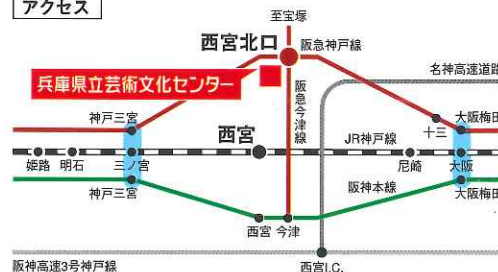 アクセス
至宝塚
西宮北口
阪急神戸線
名神高速道路
兵庫県立芸術文化センター
阪急今津線
神戸三宮
十三
大阪梅田
西宮
JR神戸線
姫路
明石
三ノ宮
尼崎
大阪
神戸三宮
阪神本線
大阪梅田
西宮
今津
阪神高速3号神戸線
西宮I.C.